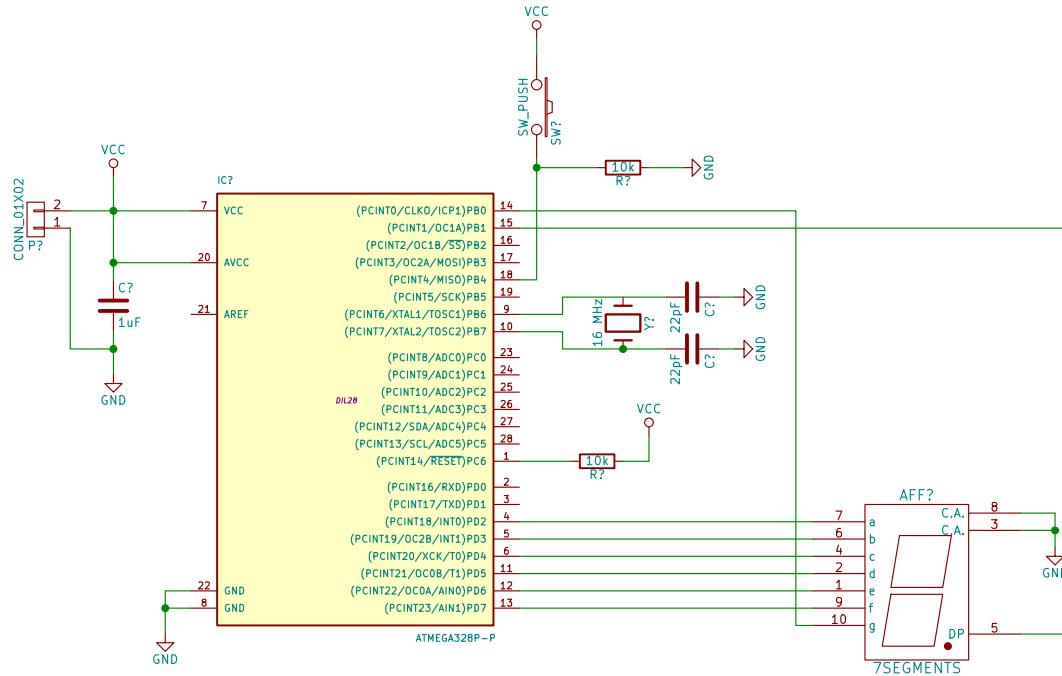 VCC
SW_PUSH
SW?
10k
R?
GND
VCC
CONN_01X02
2
1
P?
IC?
7 VCC
20 AVCC
21 AREF
C?
1uF
GND
22 GND
8 GND
GND
DIL28
ATMEGA328P-P
(PCINT0/CLKO/ICP1)PB0 14
(PCINT1/OC1A)PB1 15
(PCINT2/OC1B/SS)PB2 16
(PCINT3/OC2A/MOSI)PB3 17
(PCINT4/MISO)PB4 18
(PCINT5/SCK)PB5 19
(PCINT6/XTAL1/TOSC1)PB6 9
(PCINT7/XTAL2/TOSC2)PB7 10
(PCINT8/ADC0)PC0 23
(PCINT9/ADC1)PC1 24
(PCINT10/ADC2)PC2 25
(PCINT11/ADC3)PC3 26
(PCINT12/SDA/ADC4)PC4 27
(PCINT13/SCL/ADC5)PC5 28
(PCINT14/RESET)PC6 1
(PCINT16/RXD)PD0 2
(PCINT17/TXD)PD1 3
(PCINT18/INT0)PD2 4
(PCINT19/OC2B/INT1)PD3 5
(PCINT20/XCK/T0)PD4 6
(PCINT21/OC0B/T1)PD5 11
(PCINT22/OC0A/AIN0)PD6 12
(PCINT23/AIN1)PD7 13
16 MHz
Y?
22pF
C?
GND
22pF
C?
GND
VCC
10k
R?
AFF?
7 a
6 b
4 c
2 d
1 e
9 f
10 g
C.A. 8
C.A. 3
DP 5
GND
7SEGMENTS